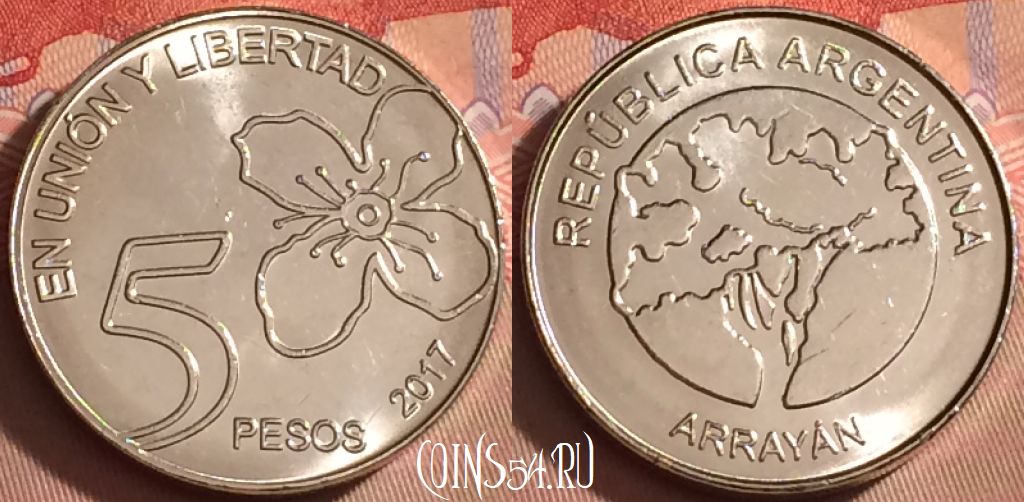 EN UNIÓN Y LIBERTAD
5
PESOS 2017
REPÚBLICA ARGENTINA
ARRAYÁN
COINS54.RU